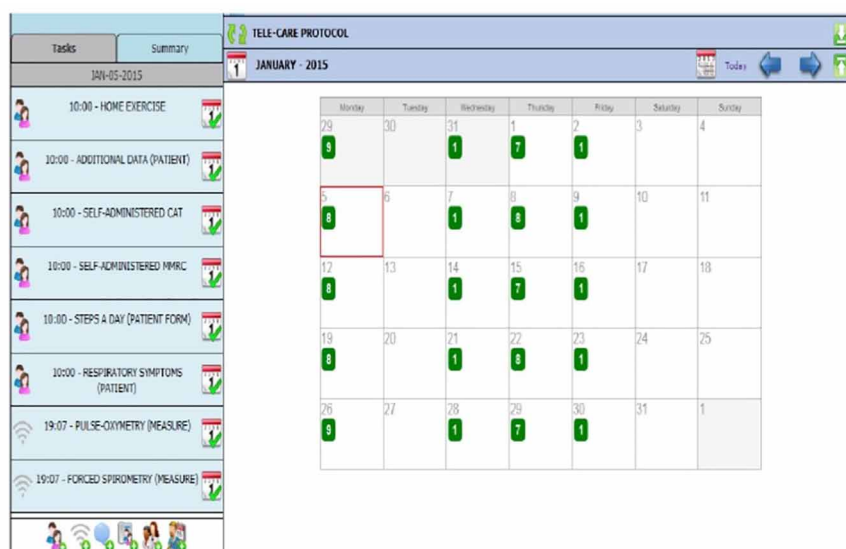 TELE-CARE PROTOCOL
Tasks Summary
JAN-05-2015
10:00 - HOME EXERCISE
10:00 - ADDITIONAL DATA (PATIENT)
10:00 - SELF-ADMINISTERED CAT
10:00 - SELF-ADMINISTERED MMRC
10:00 - STEPS A DAY (PATIENT FORM)
10:00 - RESPIRATORY SYMPTOMS
(PATIENT)
19:07 - PULSE-OXYMETRY (MEASURE)
19:07 - FORCED SPIROMETRY (MEASURE)
1 JANUARY - 2015 Today
Monday Tuesday Wednesday Thursday Friday Saturday Sunday
29 30 31 1 2 3 4
9 1 7 1
5 6 7 8 9 10 11
8 1 8 1
12 13 14 15 16 17 18
8 1 7 1
19 20 21 22 23 24 25
8 1 8 1
26 27 28 29 30 31 1
9 1 7 1